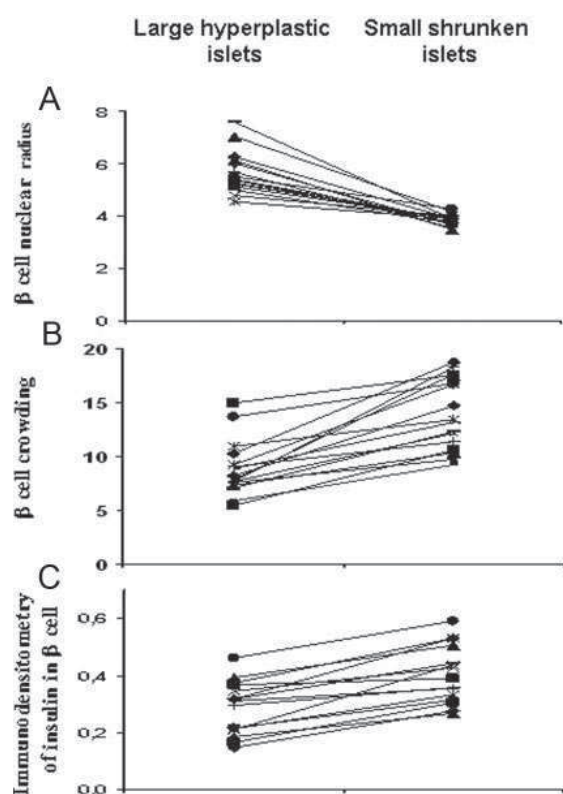 Large hyperplastic islets
Small shrunken islets
A
β cell nuclear radius
8
6
4
2
0
B
β cell crowding
20
15
10
5
0
C
Immunodensitometry of insulin in β cell
0,6
0,4
0,2
0,0